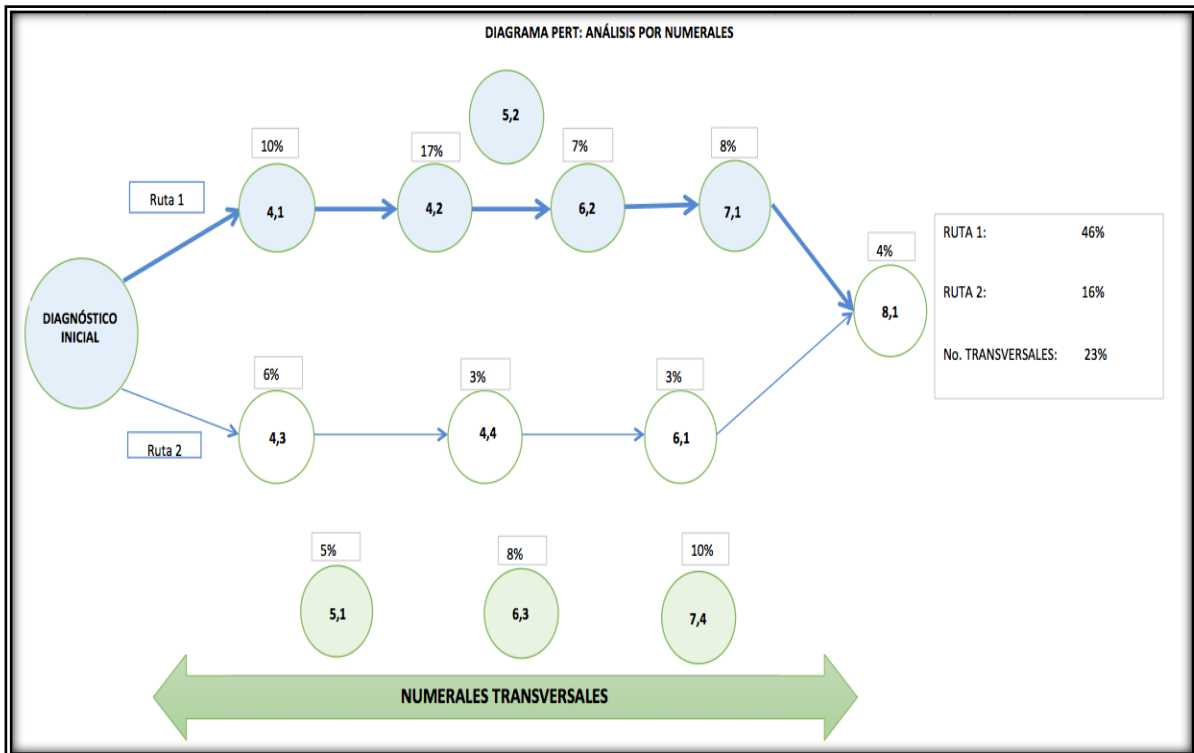 DIAGRAMA PERT: ANÁLISIS POR NUMERALES
5,2
10%
17%
7%
8%
Ruta 1
4,1
4,2
6,2
7,1
RUTA 1: 46%
4%
RUTA 2: 16%
8,1
DIAGNÓSTICO
INICIAL
No. TRANSVERSALES: 23%
6%
3%
3%
Ruta 2
4,3
4,4
6,1
5%
8%
10%
5,1
6,3
7,4
NUMERALES TRANSVERSALES